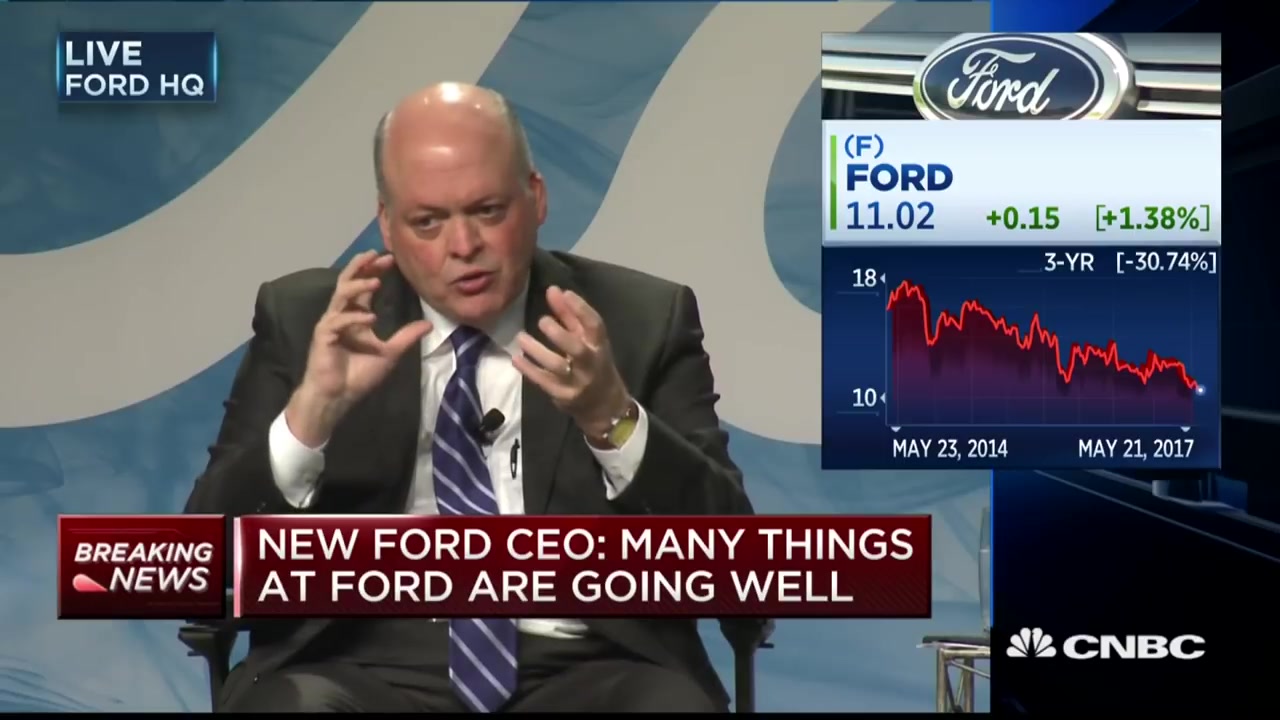 LIVE
FORD HQ
Ford
(F)
FORD
11.02 +0.15 [+1.38%]
3-YR [-30.74%]
18
10
MAY 23, 2014 MAY 21, 2017
BREAKING
NEWS
NEW FORD CEO: MANY THINGS
AT FORD ARE GOING WELL
CNBC